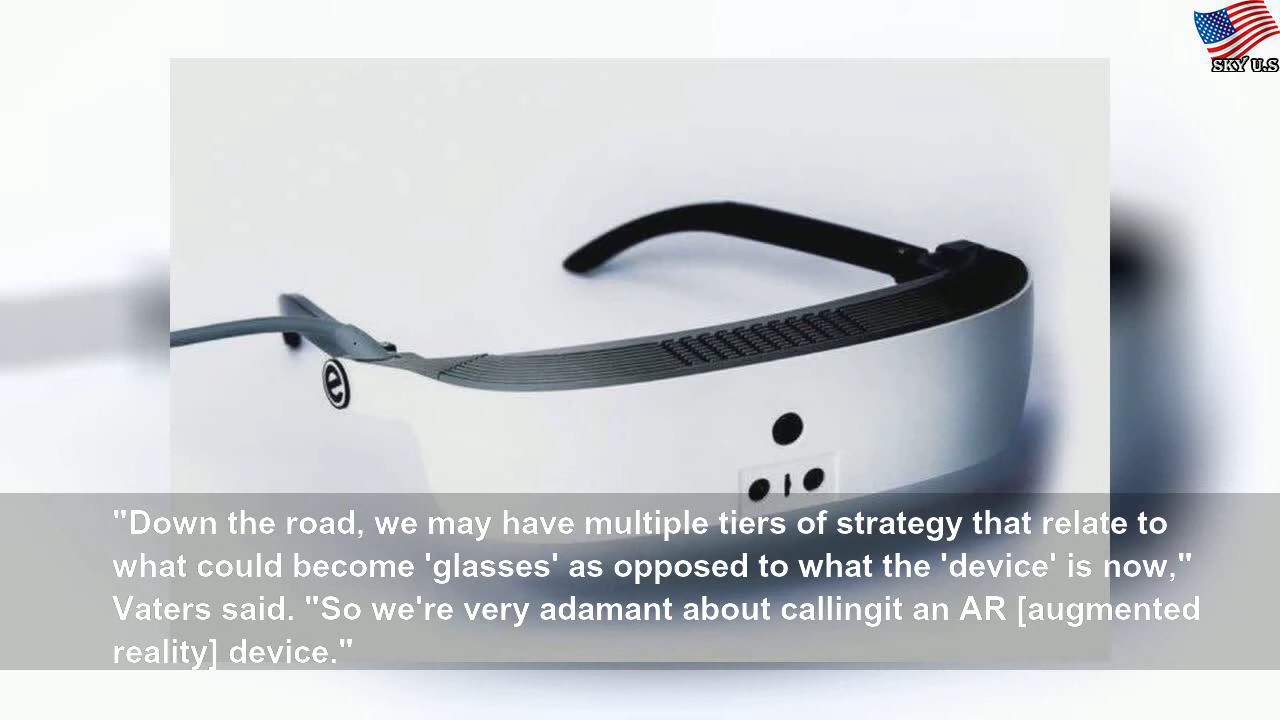 SKY U.S
e
"Down the road, we may have multiple tiers of strategy that relate to
what could become 'glasses' as opposed to what the 'device' is now,"
Vaters said. "So we're very adamant about callingit an AR [augmented
reality] device."